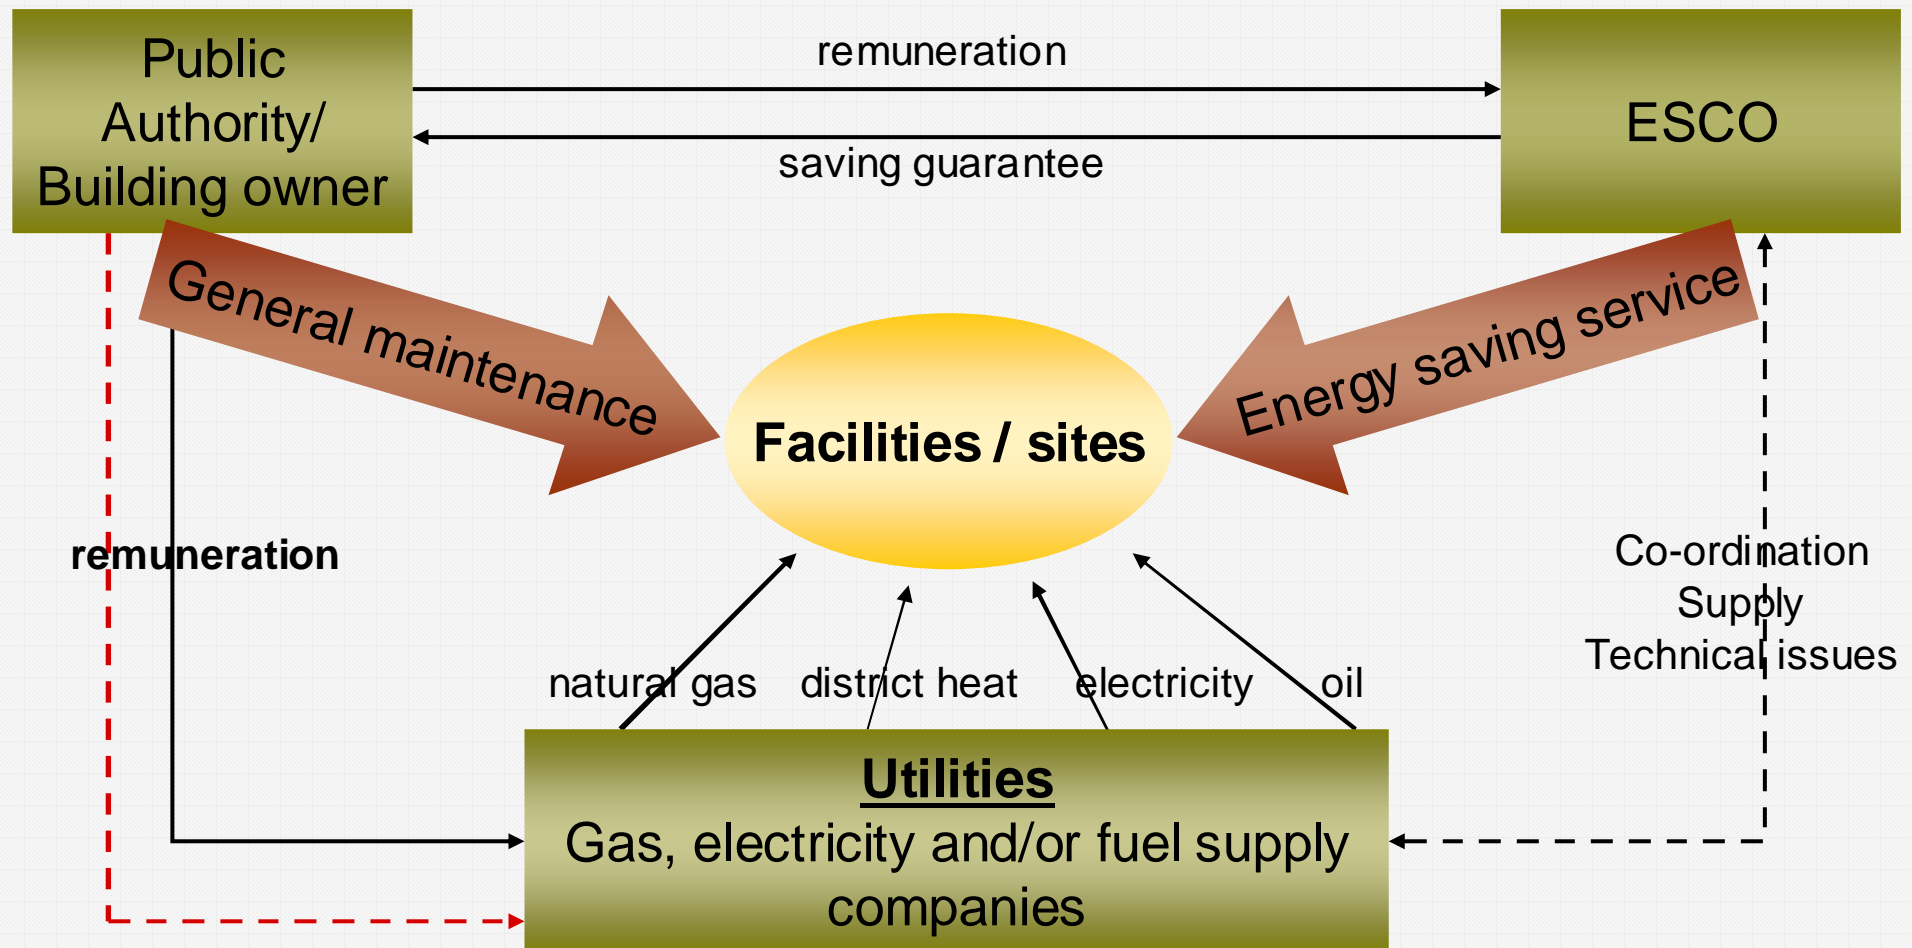 Public
Authority/
Building owner
remuneration
saving guarantee
ESCO
General maintenance
Energy saving service
Facilities / sites
remuneration
Co-ordination
Supply
Technical issues
natural gas
district heat
electricity
oil
Utilities
Gas, electricity and/or fuel supply
companies